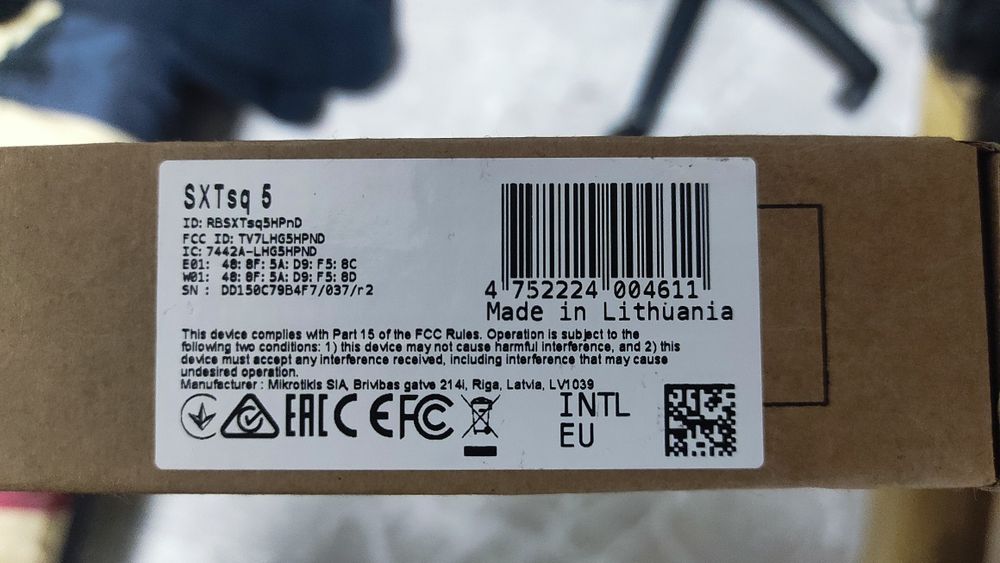 SXTsq 5
ID: RBSXTsq5HPnD
FCC ID: TV7LHG5HPND
IC: 7442A-LHG5HPND
E01: 48: 8F: 5A: D9: F5: 8C
W01: 48: 8F: 5A: D9: F5: 8D
SN : DD150C79B4F7/037/r2
4 752224 004611
Made in Lithuania
This device complies with Part 15 of the FCC Rules. Operation is subject to the
following two conditions: 1) this device may not cause harmful interference, and 2) this
device must accept any interference received, including interference that may cause
undesired operation.
Manufacturer : Mikrotikls SIA, Brivibas gatve 214i, Riga, Latvia, LV1039
EAC CE FC
INTL
EU